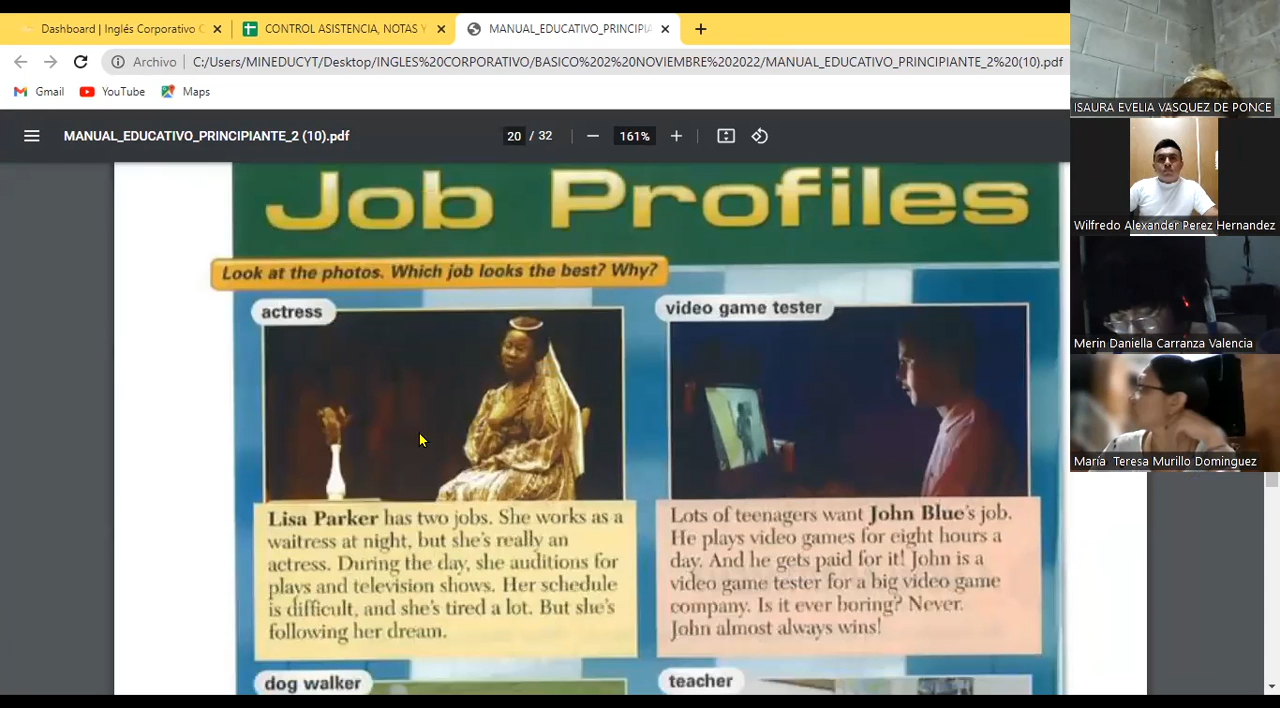 Dashboard | Inglés Corporativo
CONTROL ASISTENCIA, NOTAS Y
MANUAL_EDUCATIVO_PRINCIPIA
Archivo
C:/Users/MINEDUCYT/Desktop/INGLES%20CORPORATIVO/BASICO%202%20NOVIEMBRE%202022/MANUAL_EDUCATIVO_PRINCIPIANTE_2%20(10).pdf
Gmail
YouTube
Maps
MANUAL_EDUCATIVO_PRINCIPIANTE_2 (10).pdf
20 / 32
161%
Job Profiles
Look at the photos. Which job looks the best? Why?
actress
Lisa Parker has two jobs. She works as a
waitress at night, but she's really an
actress. During the day, she auditions for
plays and television shows. Her schedule
is difficult, and she's tired a lot. But she's
following her dream.
video game tester
Lots of teenagers want John Blue's job.
He plays video games for eight hours a
day. And he gets paid for it! John is a
video game tester for a big video game
company. Is it ever boring? Never.
John almost always wins!
dog walker
teacher
ISAURA EVELIA VASQUEZ DE PONCE
Wilfredo Alexander Perez Hernandez
Merin Daniella Carranza Valencia
María Teresa Murillo Dominguez